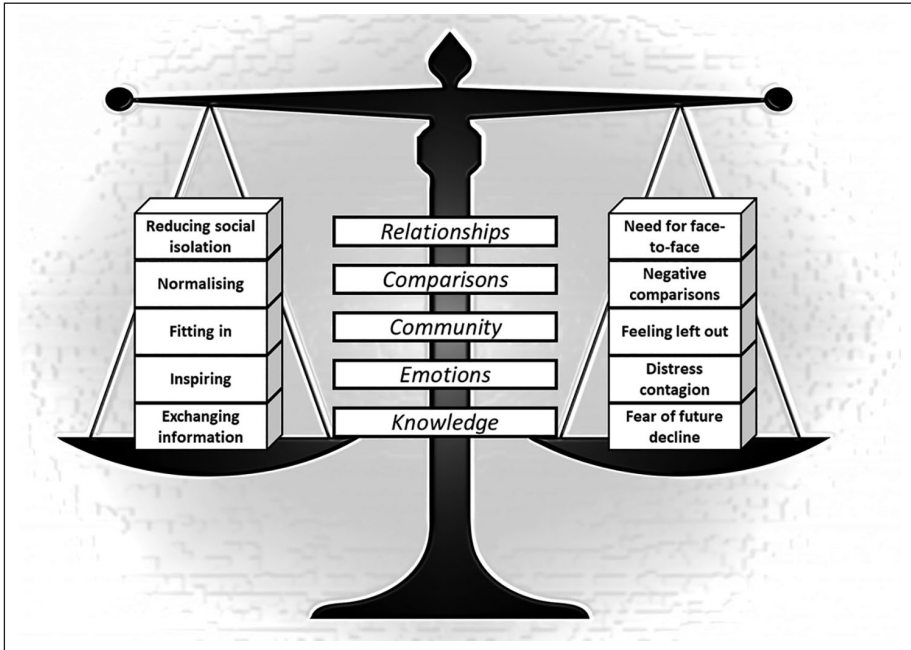 Reducing social
isolation
Normalising
Fitting in
Inspiring
Exchanging
information
Relationships
Comparisons
Community
Emotions
Knowledge
Need for face-
to-face
Negative
comparisons
Feeling left out
Distress
contagion
Fear of future
decline